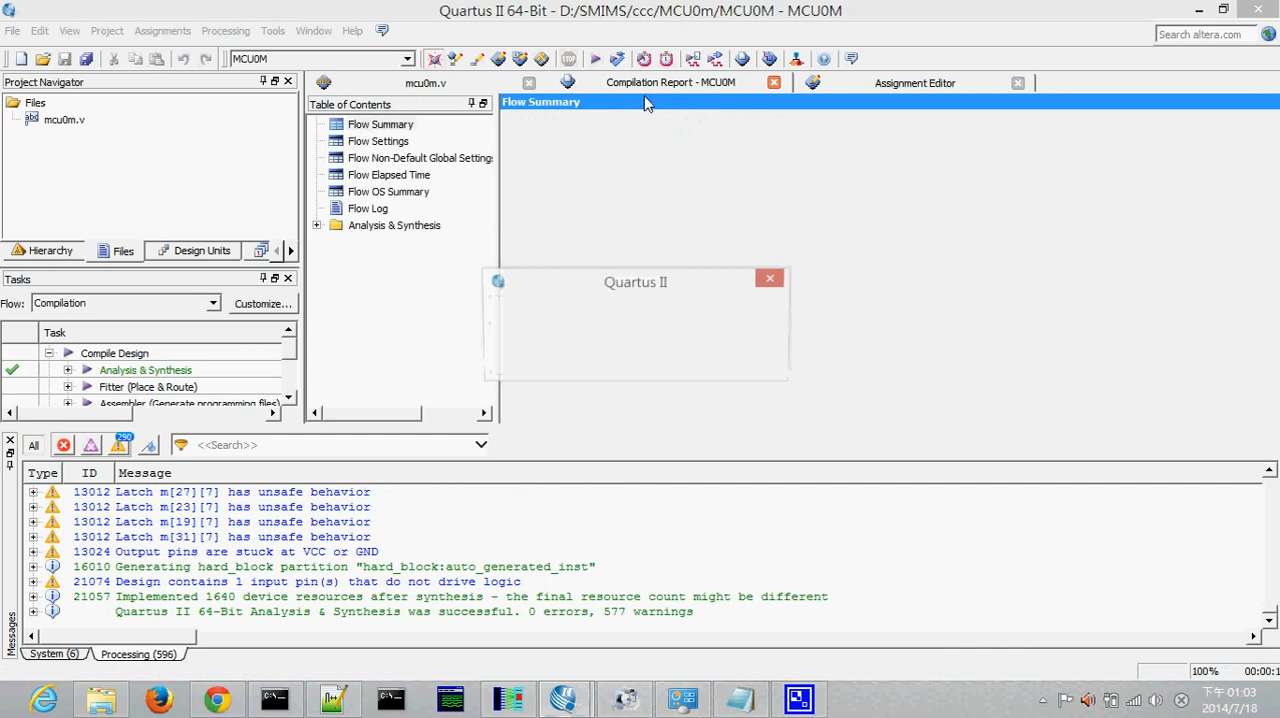 Quartus II 64-Bit - D:/SMIMS/ccc/MCU0m/MCU0M - MCU0M
File Edit View Project Assignments Processing Tools Window Help
Search altera.com
MCU0M
Project Navigator
mcu0m.v
Compilation Report - MCU0M
Assignment Editor
Files
mcu0m.v
Table of Contents
Flow Summary
Flow Summary
Flow Settings
Flow Non-Default Global Settings
Flow Elapsed Time
Flow OS Summary
Flow Log
Analysis & Synthesis
Hierarchy
Files
Design Units
Quartus II
Tasks
Flow: Compilation
Customize...
Task
Compile Design
Analysis & Synthesis
Fitter (Place & Route)
Assembler (Generate programming files)
All
290
<<Search>>
Type ID Message
13012 Latch m[27][7] has unsafe behavior
13012 Latch m[23][7] has unsafe behavior
13012 Latch m[19][7] has unsafe behavior
13012 Latch m[31][7] has unsafe behavior
13024 Output pins are stuck at VCC or GND
16010 Generating hard_block partition "hard_block:auto_generated_inst"
21074 Design contains 1 input pin(s) that do not drive logic
21057 Implemented 1640 device resources after synthesis - the final resource count might be different
Quartus II 64-Bit Analysis & Synthesis was successful. 0 errors, 577 warnings
Messages
System (6)
Processing (596)
100%
00:00:1
下午 01:03
2014/7/18